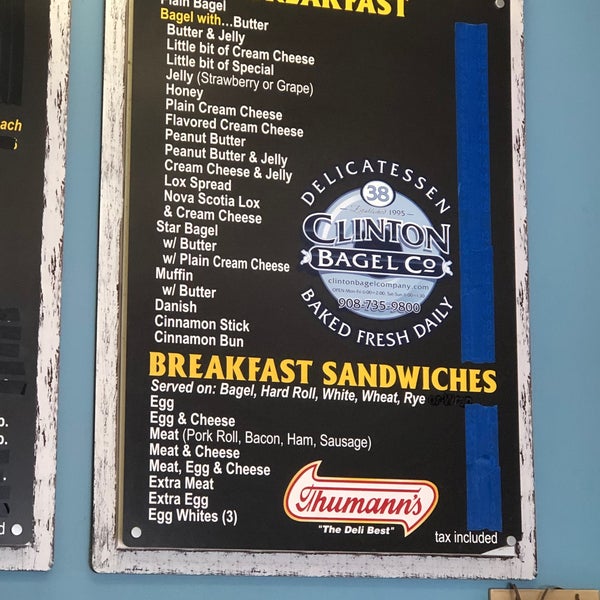 BREAKFAST
Plain Bagel
Bagel with...Butter
Butter & Jelly
Little bit of Cream Cheese
Little bit of Special
Jelly (Strawberry or Grape)
Honey
Plain Cream Cheese
Flavored Cream Cheese
Peanut Butter
Peanut Butter & Jelly
Cream Cheese & Jelly
Lox Spread
Nova Scotia Lox
& Cream Cheese
Star Bagel
w/ Butter
w/ Plain Cream Cheese
Muffin
w/ Butter
Danish
Cinnamon Stick
Cinnamon Bun
DELICATESSEN
38
Established 1995
CLINTON
BAGEL CO
clintonbagelcompany.com
908-735-9800
BAKED FRESH DAILY
BREAKFAST SANDWICHES
Served on: Bagel, Hard Roll, White, Wheat, Rye
Egg
Egg & Cheese
Meat (Pork Roll, Bacon, Ham, Sausage)
Meat & Cheese
Meat, Egg & Cheese
Extra Meat
Extra Egg
Egg Whites (3)
Thumann's
"The Deli Best"
tax included
ach